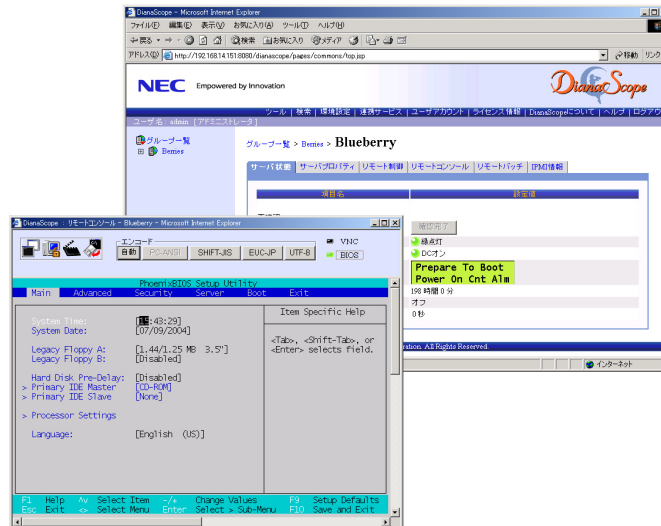 DianaScope - Microsoft Internet Explorer
ファイル(F) 編集(E) 表示(V) お気に入り(A) ツール(T) ヘルプ(H)
戻る 検索 お気に入り メディア
アドレス(D) http://192.168.14.151:8080/dianascope/pages/commons/top.jsp 移動 リンク
NEC Empowered by Innovation DianaScope
ツール | 検索 | 環境設定 | 連携サービス | ユーザアカウント | ライセンス情報 | DianaScopeについて | ヘルプ | ログアウ
ユーザ名: admin [アドミニストレータ]
グループ一覧
Berries
グループ一覧 > Berries > Blueberry
サーバ状態 サーバプロパティ リモート制御 リモートコンソール リモートバッチ IPMI情報
項目名 設定値
確認完了
緑点灯
DCオン
Prepare To Boot
Power On Cnt Alm
198 時間 0 分
オフ
0 秒
ration. All Rights Reserved.
インターネット
DianaScope : リモートコンソール - Blueberry - Microsoft Internet Explorer
エンコード
自動 PC-ANSI SHIFT-JIS EUC-JP UTF-8
VNC
BIOS
PhoenixBIOS Setup Utility
Main Advanced Security Server Boot Exit
Item Specific Help
System Time: [15:43:29]
System Date: [07/09/2004]
<Tab>, <Shift-Tab>, or
<Enter> selects field.
Legacy Floppy A: [1.44/1.25 MB 3.5"]
Legacy Floppy B: [Disabled]
Hard Disk Pre-Delay: [Disabled]
> Primary IDE Master [CD-ROM]
> Primary IDE Slave [None]
> Processor Settings
Language: [English (US)]
F1 Help ^v Select Item -/+ Change Values F9 Setup Defaults
Esc Exit <> Select Menu Enter Select > Sub-Menu F10 Save and Exit